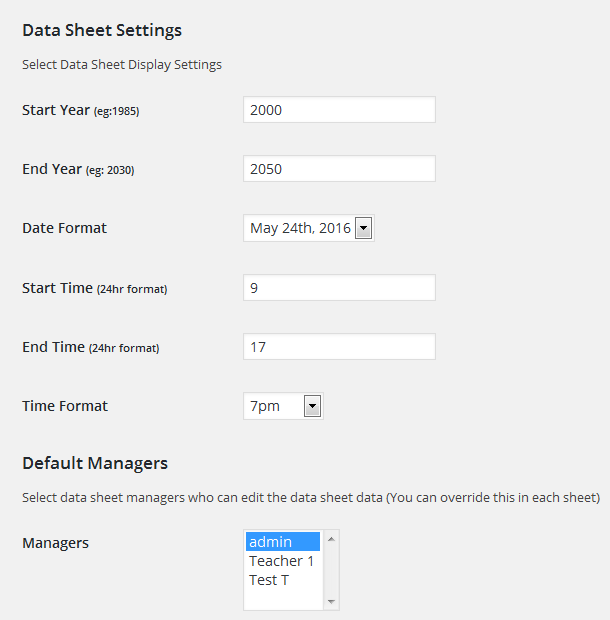 Data Sheet Settings
Select Data Sheet Display Settings
Start Year (eg:1985) 2000
End Year (eg: 2030) 2050
Date Format May 24th, 2016
Start Time (24hr format) 9
End Time (24hr format) 17
Time Format 7pm
Default Managers
Select data sheet managers who can edit the data sheet data (You can override this in each sheet)
Managers admin
Teacher 1
Test T